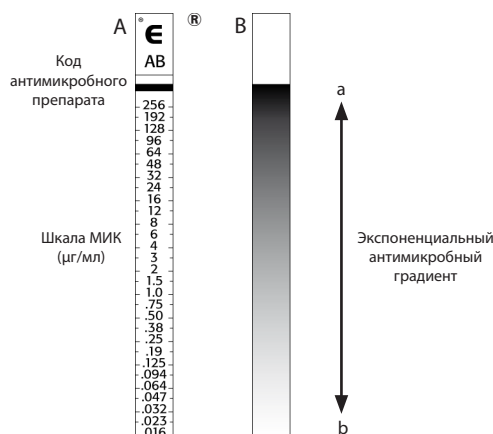 A
®
B
®
Є
AB
Код
антимикробного
препарата
a
256
192
128
96
64
48
32
24
16
12
8
6
4
3
2
1.5
1.0
.75
.50
.38
.25
.19
.125
.094
.064
.047
.032
.023
.016
Шкала МИК
(μг/мл)
Экспоненциальный
антимикробный
градиент
b